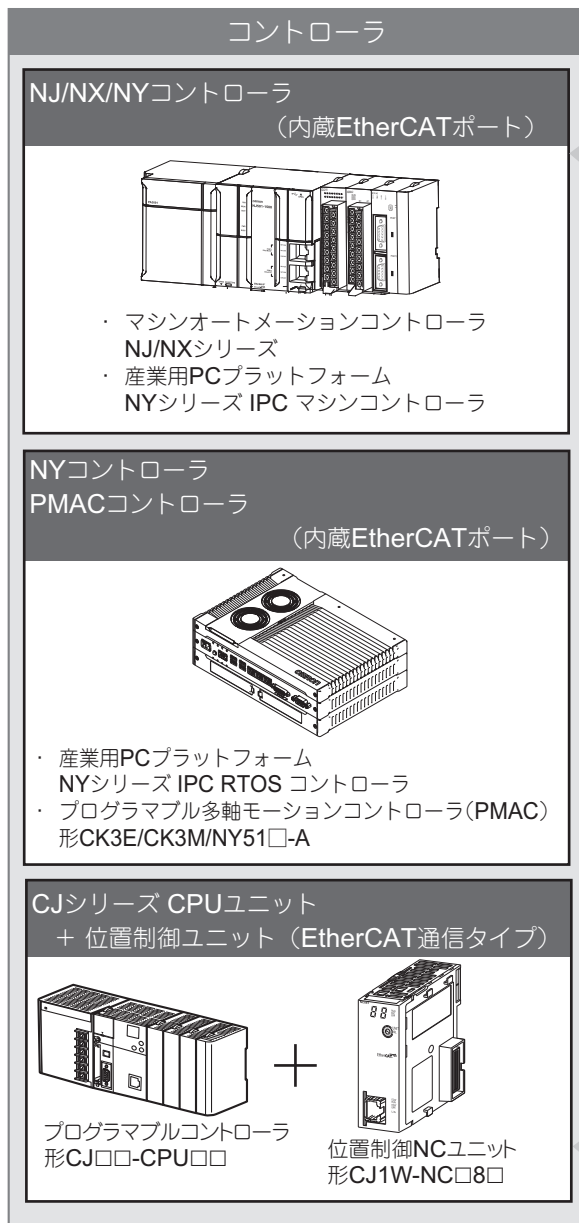 コントローラ
NJ/NX/NYコントローラ
（内蔵EtherCATポート）
・ マシンオートメーションコントローラ
NJ/NXシリーズ
・ 産業用PCプラットフォーム
NYシリーズ IPC マシンコントローラ
NYコントローラ
PMACコントローラ
（内蔵EtherCATポート）
・ 産業用PCプラットフォーム
NYシリーズ IPC RTOS コントローラ
・ プログラマブル多軸モーションコントローラ（PMAC）
形CK3E/CK3M/NY51□-A
CJシリーズ CPUユニット
＋ 位置制御ユニット（EtherCAT通信タイプ）
プログラマブルコントローラ
形CJ□□-CPU□□
位置制御NCユニット
形CJ1W-NC□8□